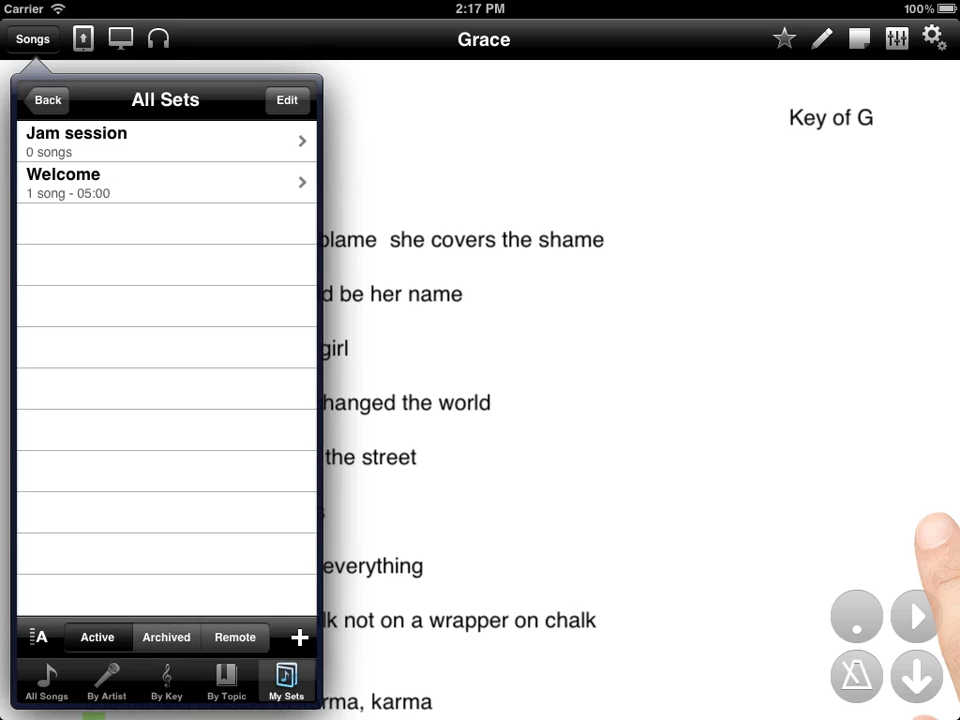 Carrier 2:17 PM 100%
Songs Grace
Back All Sets Edit
Jam session
0 songs
Welcome
1 song - 05:00
Key of G
blame she covers the shame
d be her name
girl
hanged the world
the street
s
everything
lk not on a wrapper on chalk
rma, karma
A Active Archived Remote +
All Songs By Artist By Key By Topic My Sets